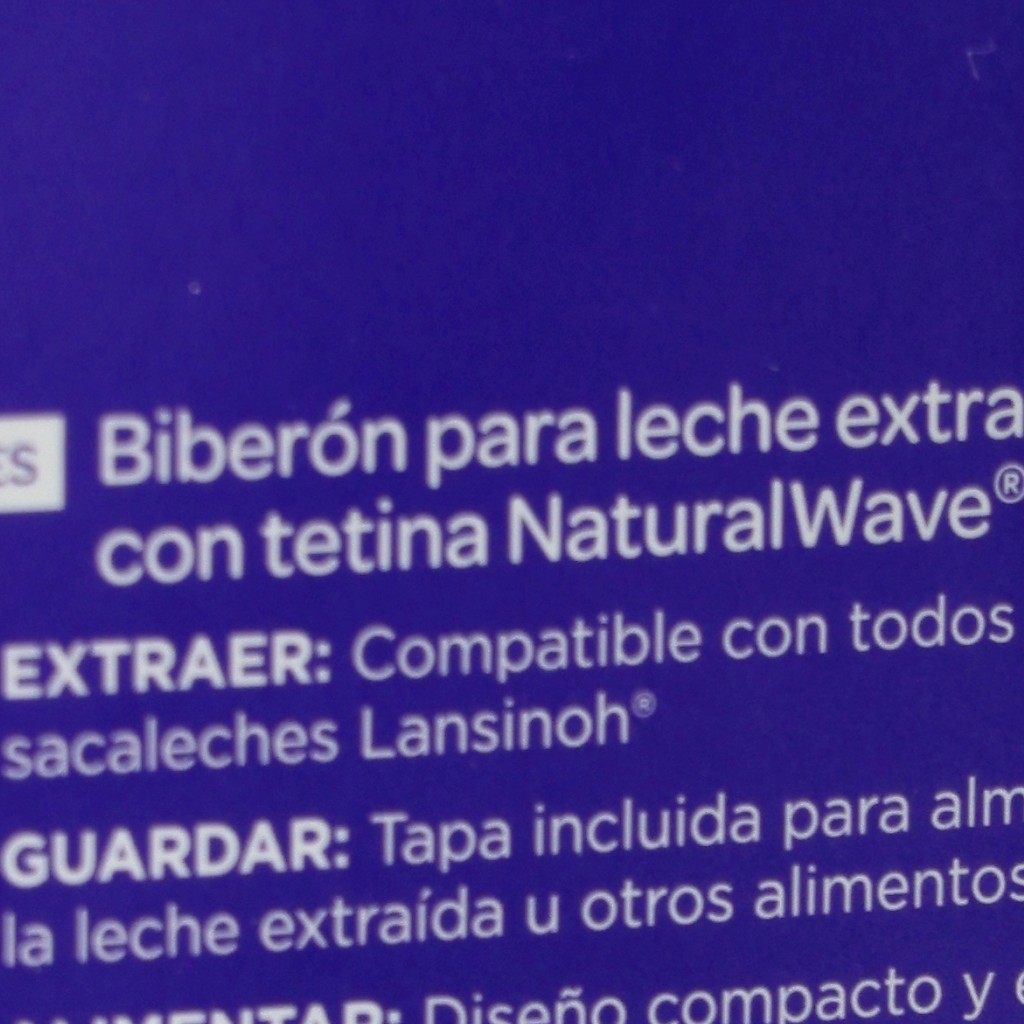 ES Biberón para leche extra
con tetina NaturalWave®
EXTRAER: Compatible con todos
sacaleches Lansinoh®
GUARDAR: Tapa incluida para alm
la leche extraída u otros alimentos
ALIMENTAR: Diseño compacto y e